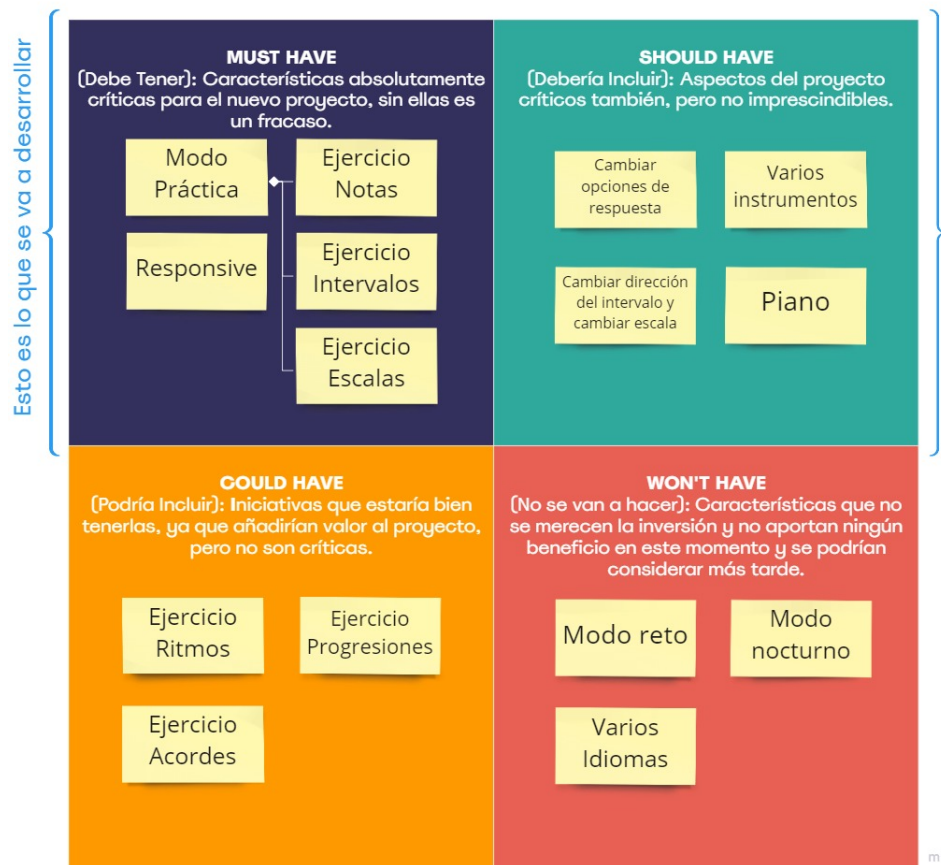 Esto es lo que se va a desarrollar
MUST HAVE
(Debe Tener): Características absolutamente
críticas para el nuevo proyecto, sin ellas es
un fracaso.
Modo
Práctica
Ejercicio
Notas
Responsive
Ejercicio
Intervalos
Ejercicio
Escalas
SHOULD HAVE
(Debería Incluir): Aspectos del proyecto
críticos también, pero no imprescindibles.
Cambiar
opciones de
respuesta
Varios
instrumentos
Cambiar dirección
del intervalo y
cambiar escala
Piano
COULD HAVE
(Podría Incluir): Iniciativas que estaría bien
tenerlas, ya que añadirían valor al proyecto,
pero no son críticas.
Ejercicio
Ritmos
Ejercicio
Progresiones
Ejercicio
Acordes
WON'T HAVE
(No se van a hacer): Características que no
se merecen la inversión y no aportan ningún
beneficio en este momento y se podrían
considerar más tarde.
Modo reto
Modo
nocturno
Varios
Idiomas
m